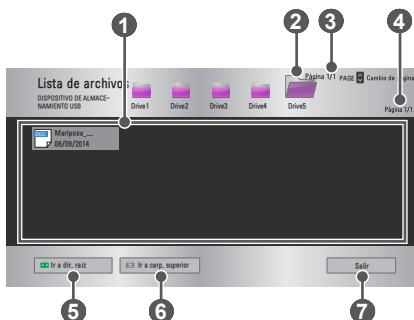 1
2
3
4
Lista de archivos
DISPOSITIVO DE ALMACE-
NAMIENTO USB
Drive1
Drive2
Drive3
Drive4
Drive5
Página 1/1
PAGE
Cambio de página
Página 1/1
DOC
Mariposa_...
06/09/2014
Ir a dir. raíz
Ir a carp. superior
Salir
5
6
7